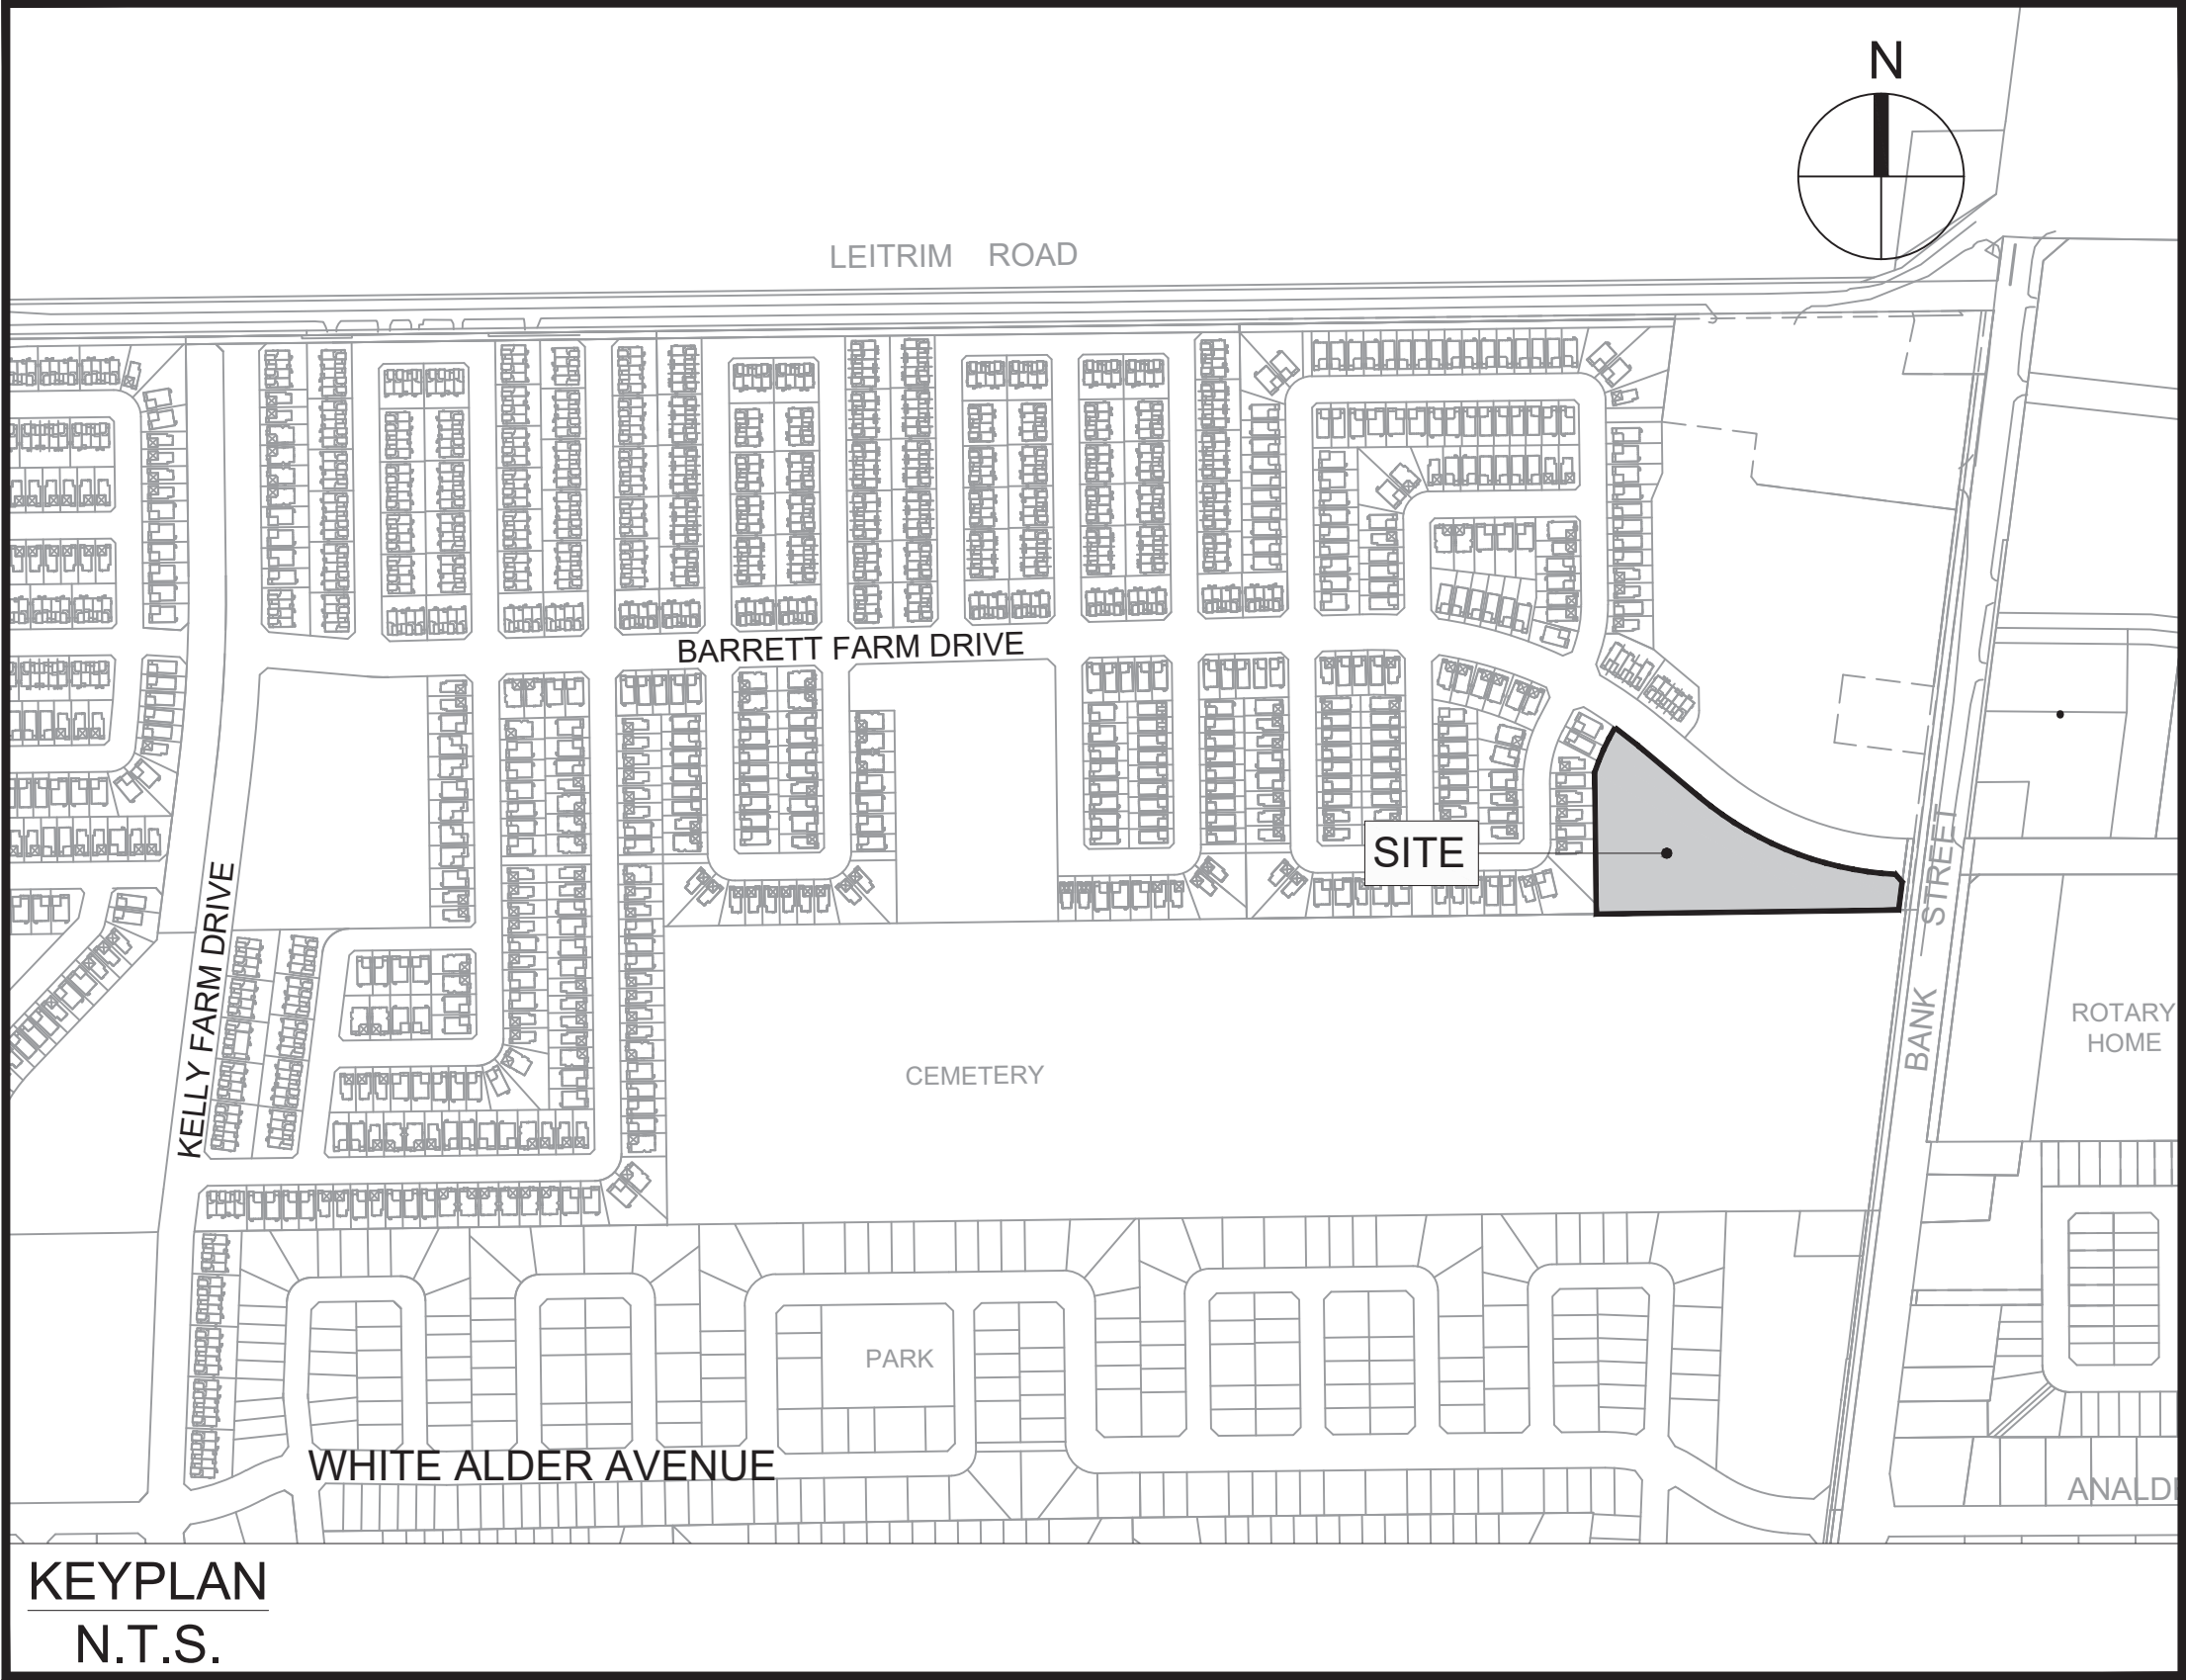 N
LEITRIM ROAD
BARRETT FARM DRIVE
SITE
KELLY FARM DRIVE
BANK STREET
ROTARY
HOME
CEMETERY
PARK
WHITE ALDER AVENUE
KEYPLAN
N.T.S.